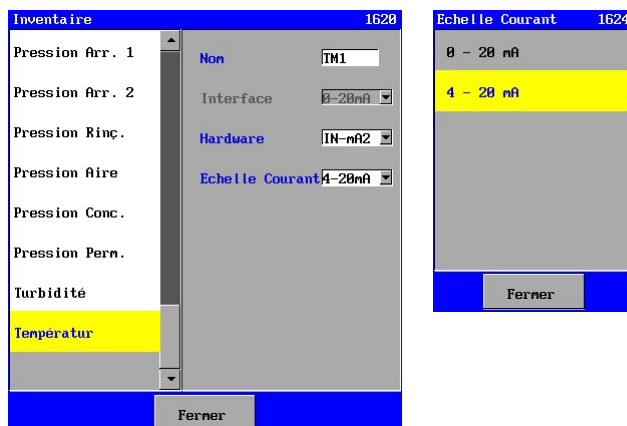 Inventaire 1620
Pression Arr. 1
Pression Arr. 2
Pression Rinç.
Pression Aire
Pression Conc.
Pression Perm.
Turbidité
Températur
Nom TM1
Interface 0-20mA
Hardware IN-mA2
Echelle Courant 4-20mA
Fermer
Echelle Courant 1624
0 - 20 mA
4 - 20 mA
Fermer